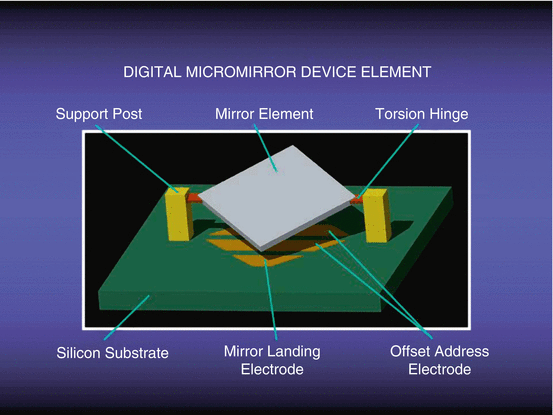 DIGITAL MICROMIRROR DEVICE ELEMENT
Support Post
Mirror Element
Torsion Hinge
Silicon Substrate
Mirror Landing
Electrode
Offset Address
Electrode